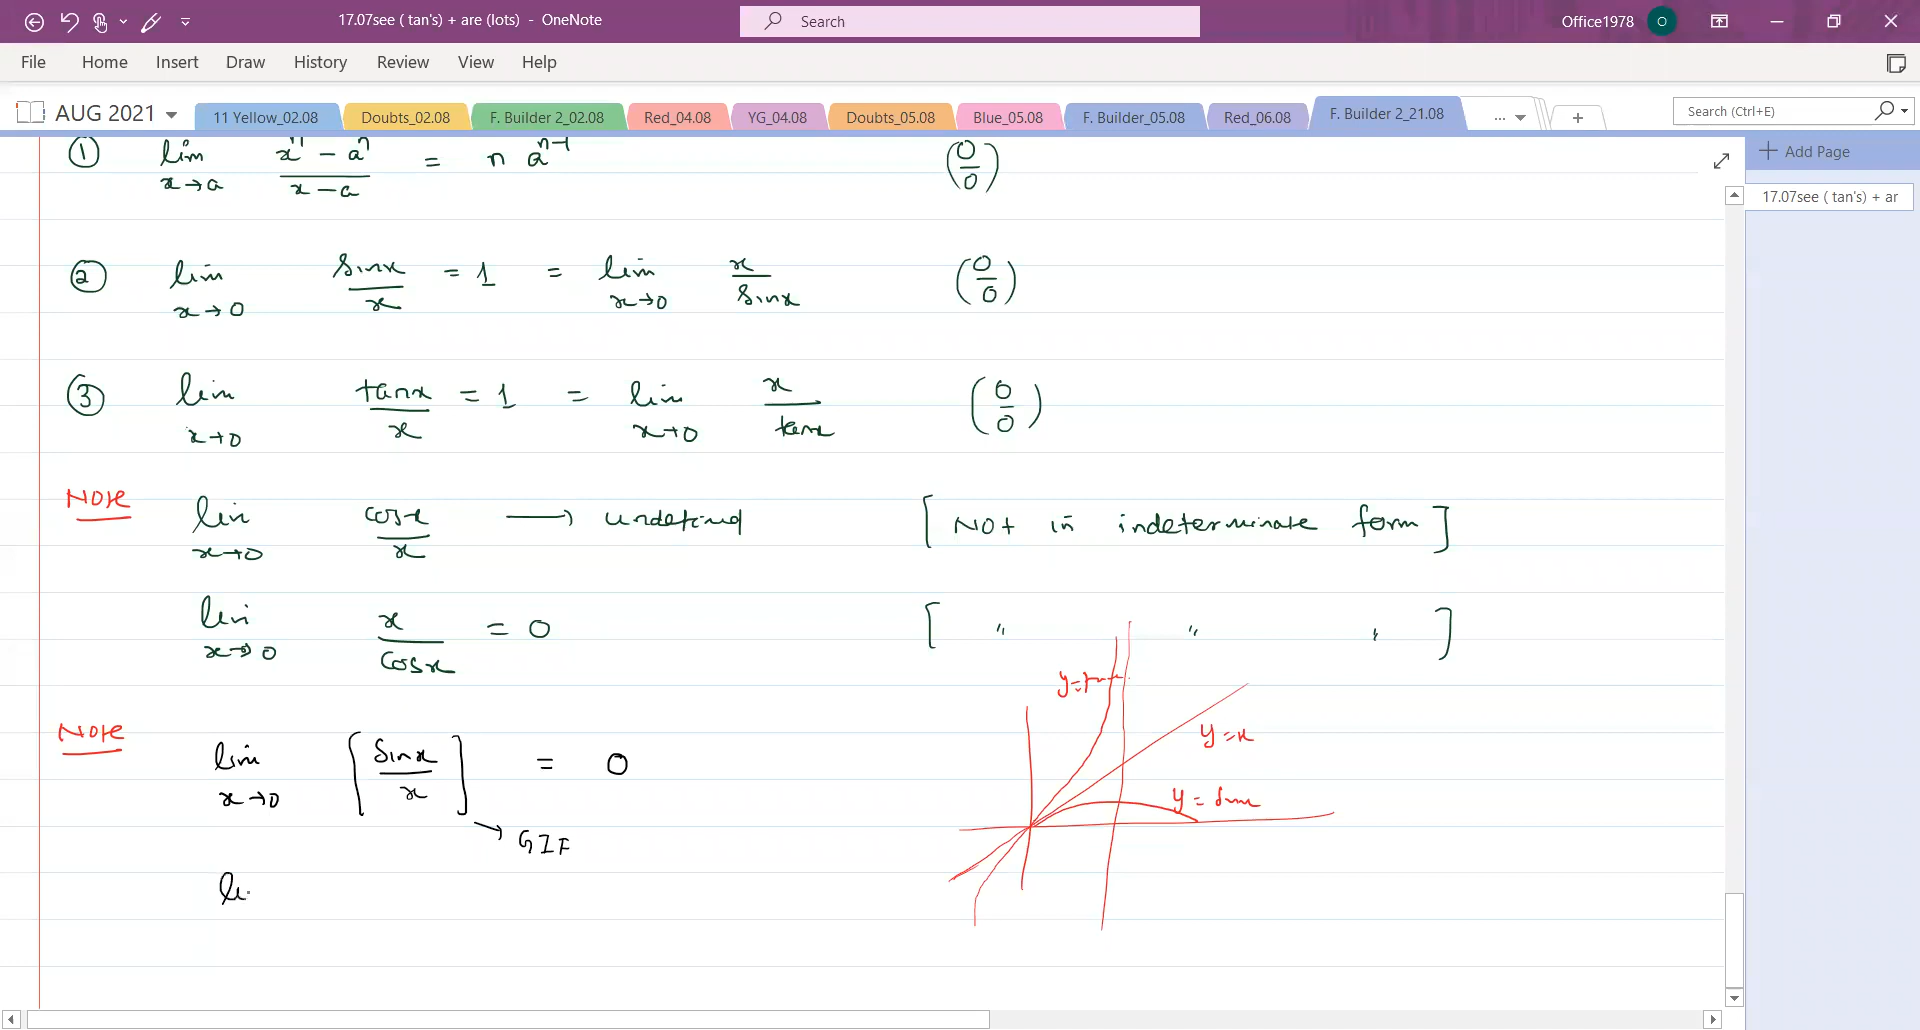 17.07see ( tan's) + are (lots) - OneNote
Search
Office1978
O
File Home Insert Draw History Review View Help
AUG 2021
11 Yellow_02.08
Doubts_02.08
F. Builder 2_02.08
Red_04.08
YG_04.08
Doubts_05.08
Blue_05.08
F. Builder_05.08
Red_06.08
F. Builder 2_21.08
...
Search (Ctrl+E)
Add Page
17.07see ( tan's) + ar
① lim x→a (xⁿ - aⁿ)/(x - a) = n aⁿ⁻¹ (0/0)
② lim x→0 sinx/x = 1 = lim x→0 x/sinx (0/0)
③ lim x→0 tanx/x = 1 = lim x→0 x/tanx (0/0)
Note
lim x→0 cosx/x → undefined [Not in indeterminate form]
lim x→0 x/cosx = 0 [ " " " ]
Note
lim x→0 [sinx/x] = 0
→ GIF
y=x
y=sinx